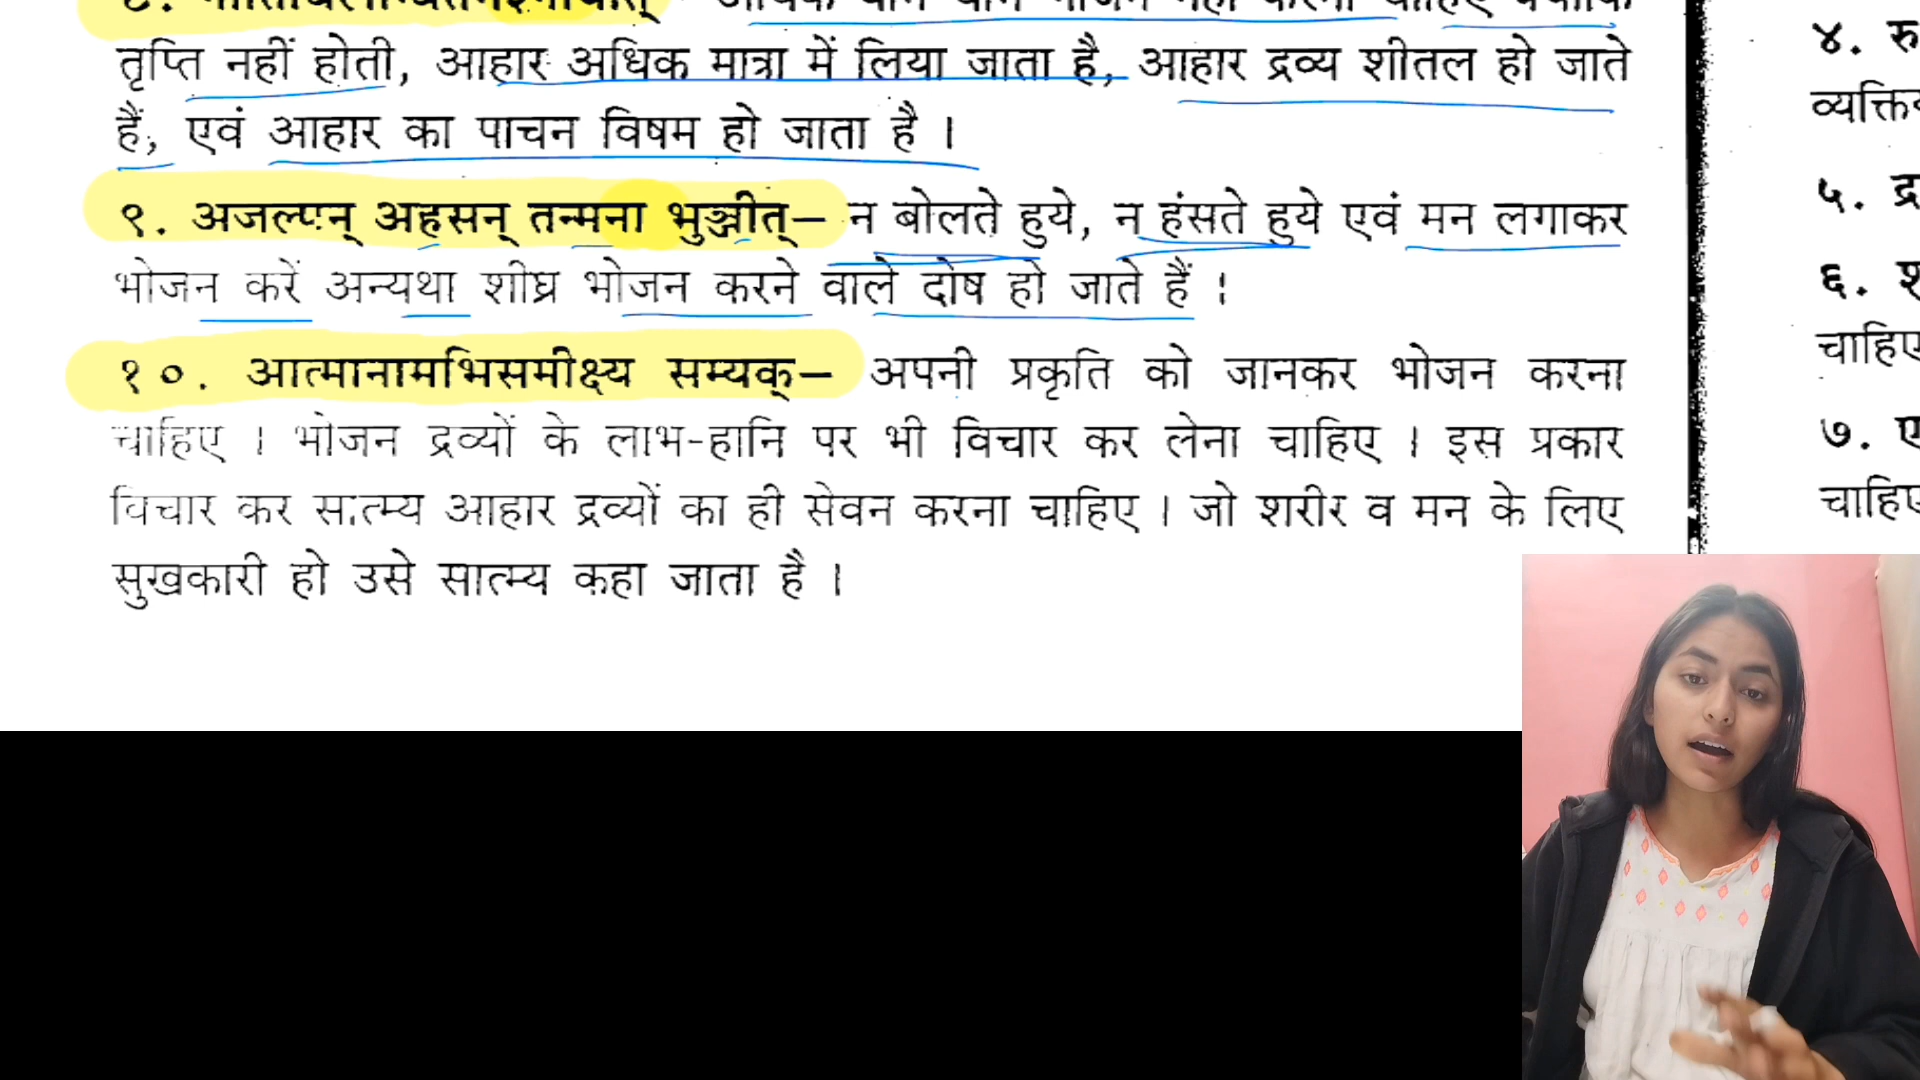 तृप्ति नहीं होती, आहार अधिक मात्रा में लिया जाता है, आहार द्रव्य शीतल हो जाते
हैं, एवं आहार का पाचन विषम हो जाता है ।
९. अजल्पन् अहसन् तन्मना भुञ्जीत्– न बोलते हुये, न हंसते हुये एवं मन लगाकर
भोजन करें अन्यथा शीघ्र भोजन करने वाले दोष हो जाते हैं ।
१०. आत्मानामभिसमीक्ष्य सम्यक्– अपनी प्रकृति को जानकर भोजन करना
चाहिए । भोजन द्रव्यों के लाभ-हानि पर भी विचार कर लेना चाहिए । इस प्रकार
विचार कर सात्म्य आहार द्रव्यों का ही सेवन करना चाहिए । जो शरीर व मन के लिए
सुखकारी हो उसे सात्म्य कहा जाता है ।
४.
५.
६.
७.